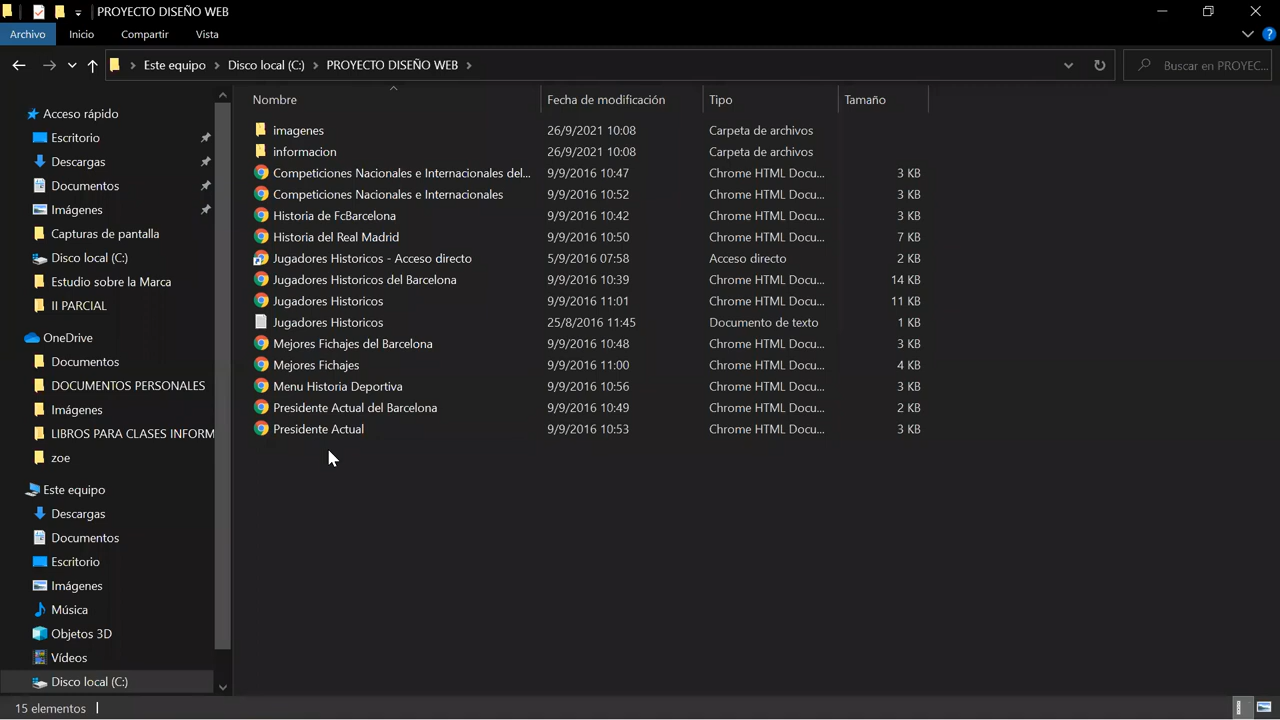 PROYECTO DISEÑO WEB
Archivo Inicio Compartir Vista
Este equipo Disco local (C:) PROYECTO DISEÑO WEB
Buscar en PROYEC...
Acceso rápido
Escritorio
Descargas
Documentos
Imágenes
Capturas de pantalla
Disco local (C:)
Estudio sobre la Marca
II PARCIAL
OneDrive
Documentos
DOCUMENTOS PERSONALES
Imágenes
LIBROS PARA CLASES INFORM
zoe
Este equipo
Descargas
Documentos
Escritorio
Imágenes
Música
Objetos 3D
Vídeos
Disco local (C:)
Nombre Fecha de modificación Tipo Tamaño
imagenes 26/9/2021 10:08 Carpeta de archivos
informacion 26/9/2021 10:08 Carpeta de archivos
Competiciones Nacionales e Internacionales del... 9/9/2016 10:47 Chrome HTML Docu... 3 KB
Competiciones Nacionales e Internacionales 9/9/2016 10:52 Chrome HTML Docu... 3 KB
Historia de FcBarcelona 9/9/2016 10:42 Chrome HTML Docu... 3 KB
Historia del Real Madrid 9/9/2016 10:50 Chrome HTML Docu... 7 KB
Jugadores Historicos - Acceso directo 5/9/2016 07:58 Acceso directo 2 KB
Jugadores Historicos del Barcelona 9/9/2016 10:39 Chrome HTML Docu... 14 KB
Jugadores Historicos 9/9/2016 11:01 Chrome HTML Docu... 11 KB
Jugadores Historicos 25/8/2016 11:45 Documento de texto 1 KB
Mejores Fichajes del Barcelona 9/9/2016 10:48 Chrome HTML Docu... 3 KB
Mejores Fichajes 9/9/2016 11:00 Chrome HTML Docu... 4 KB
Menu Historia Deportiva 9/9/2016 10:56 Chrome HTML Docu... 3 KB
Presidente Actual del Barcelona 9/9/2016 10:49 Chrome HTML Docu... 2 KB
Presidente Actual 9/9/2016 10:53 Chrome HTML Docu... 3 KB
15 elementos